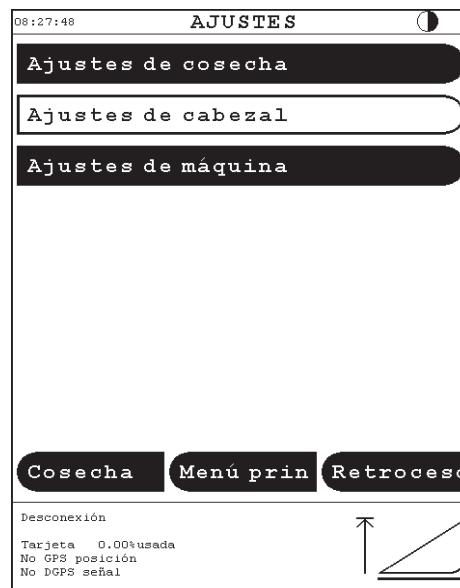 08:27:48 AJUSTES
Ajustes de cosecha
Ajustes de cabezal
Ajustes de máquina
Cosecha Menú prin Retroceso
Desconexión
Tarjeta 0.00%usada
No GPS posición
No DGPS señal